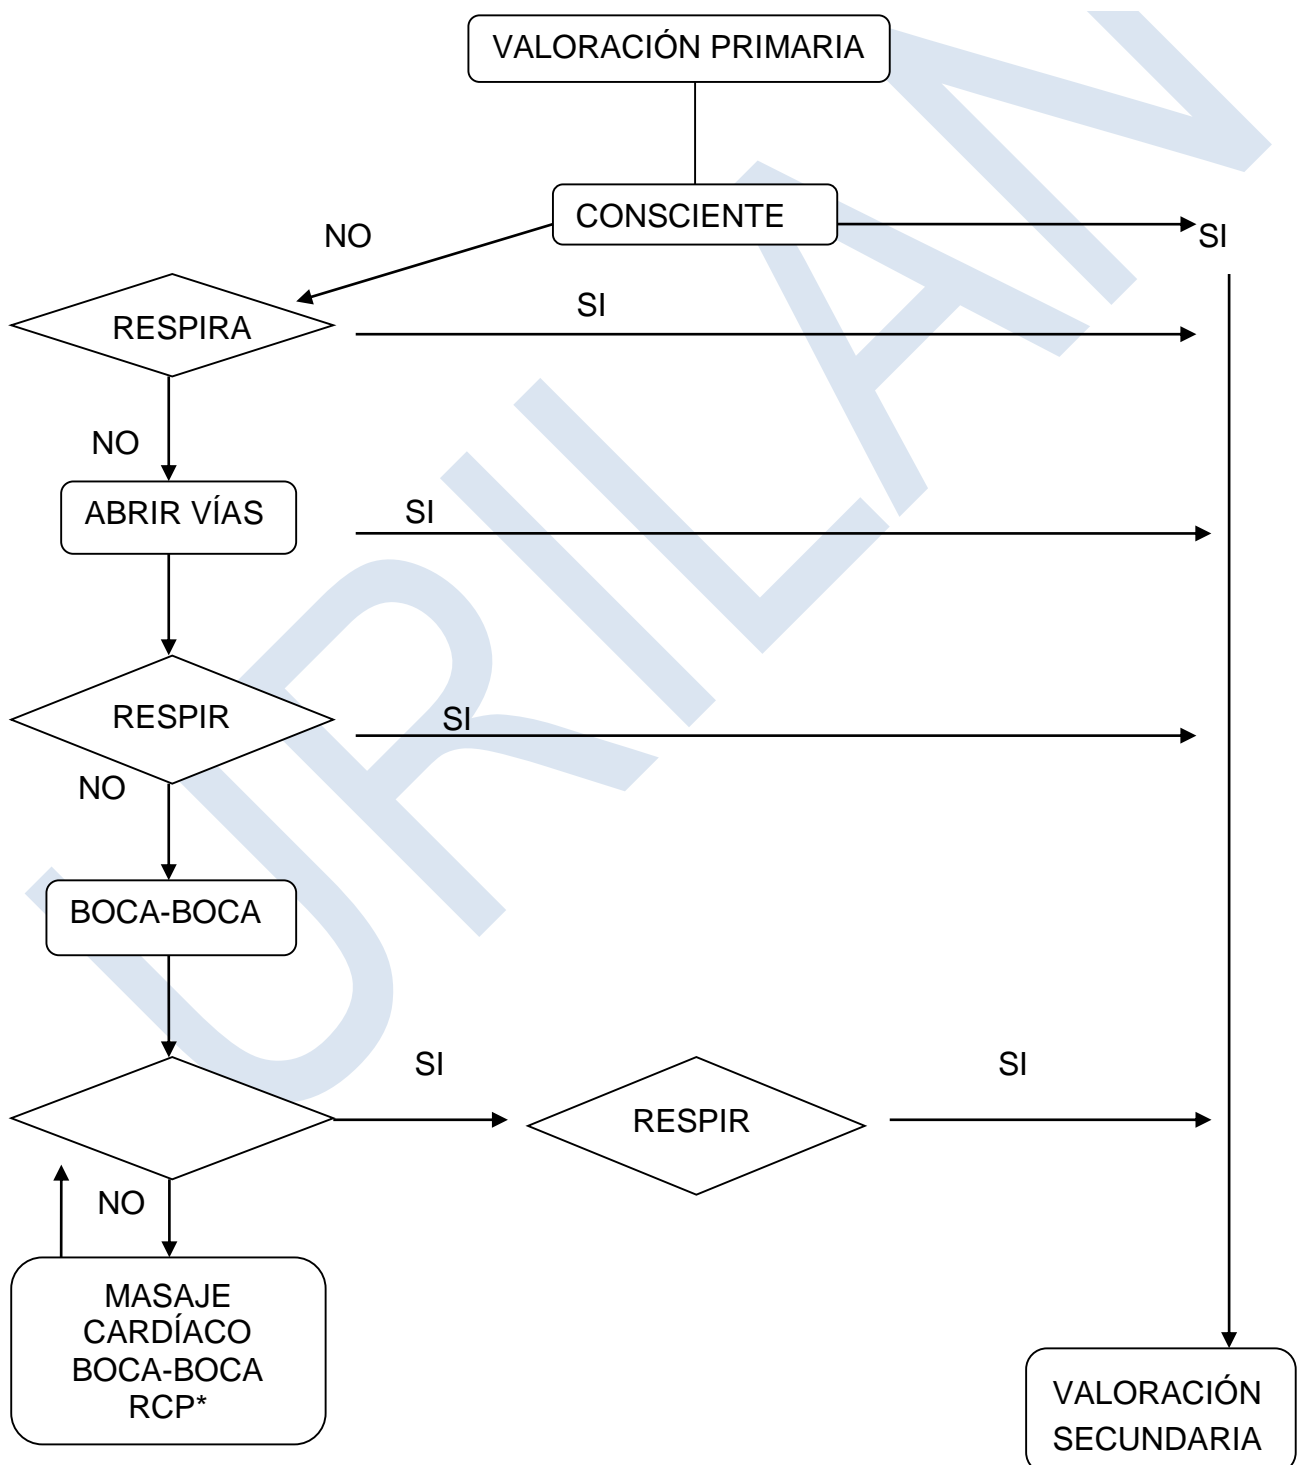 VALORACIÓN PRIMARIA
CONSCIENTE
NO
SI
SI
RESPIRA
NO
ABRIR VÍAS
SI
RESPIR
SI
NO
BOCA-BOCA
SI
SI
RESPIR
NO
MASAJE
CARDÍACO
BOCA-BOCA
RCP*
VALORACIÓN
SECUNDARIA
URILAN